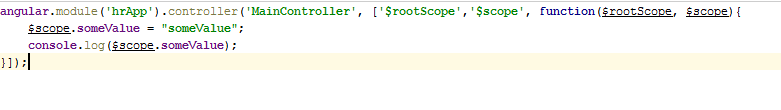 angular.module('hrApp').controller('MainController', ['$rootScope','$scope', function($rootScope, $scope){
    $scope.someValue = "someValue";
    console.log($scope.someValue);
}]);